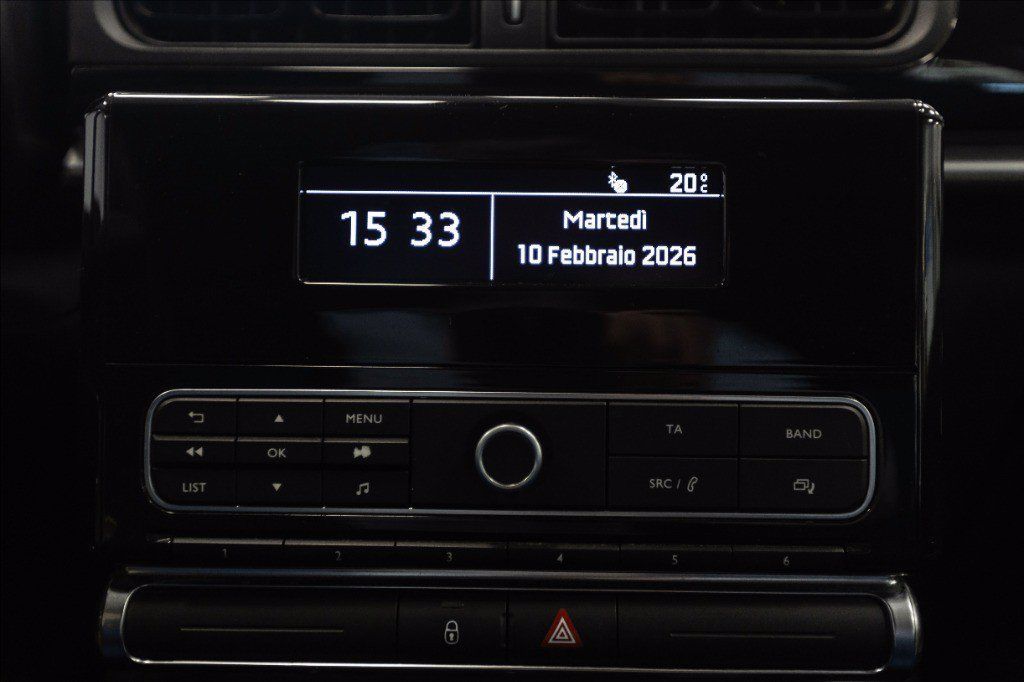 20°C
15 33
Martedì
10 Febbraio 2026
MENU
TA
BAND
OK
LIST
SRC /
1 2 3 4 5 6